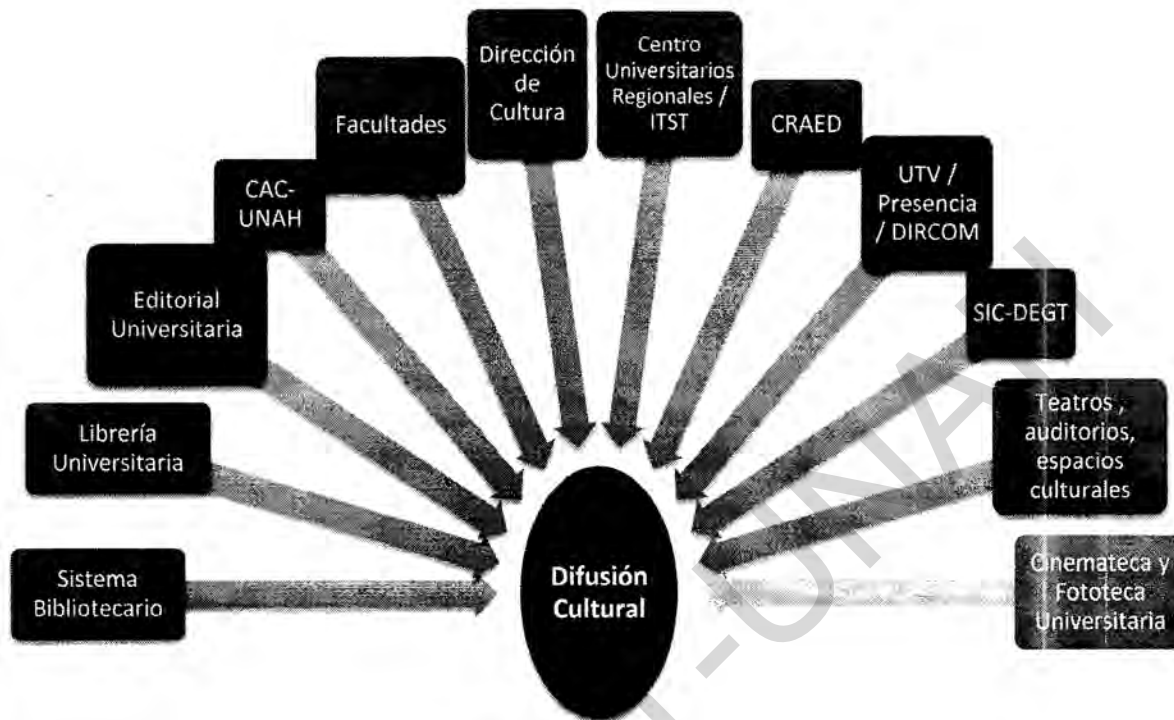 Dirección
de
Cultura
Centro
Universitarios
Regionales /
ITST
Facultades
CRAED
CAC-
UNAH
UTV /
Presencia
/ DIRCOM
Editorial
Universitaria
SIC-DEGT
Librería
Universitaria
Teatros ,
auditorios,
espacios
culturales
Sistema
Bibliotecario
Difusión
Cultural
Cinemateca y
Fototeca
Universitaria
-UNAH